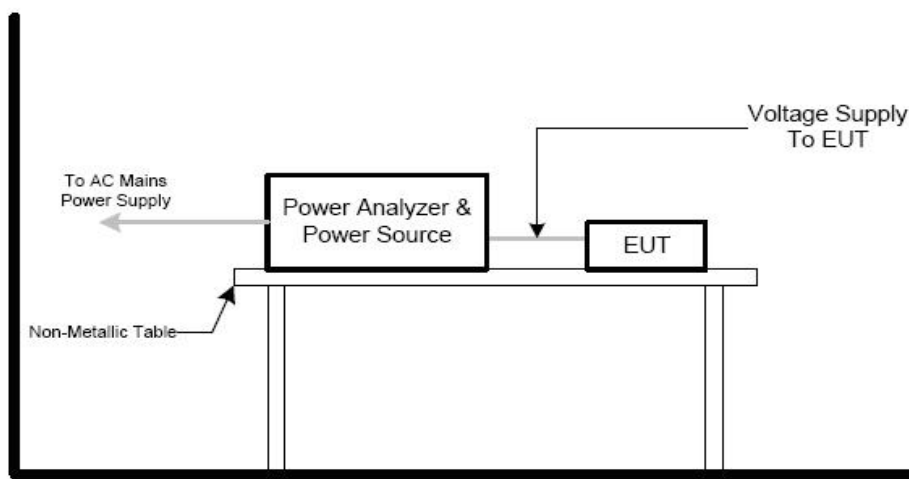 Voltage Supply
To EUT
To AC Mains
Power Supply
Power Analyzer &
Power Source
EUT
Non-Metallic Table